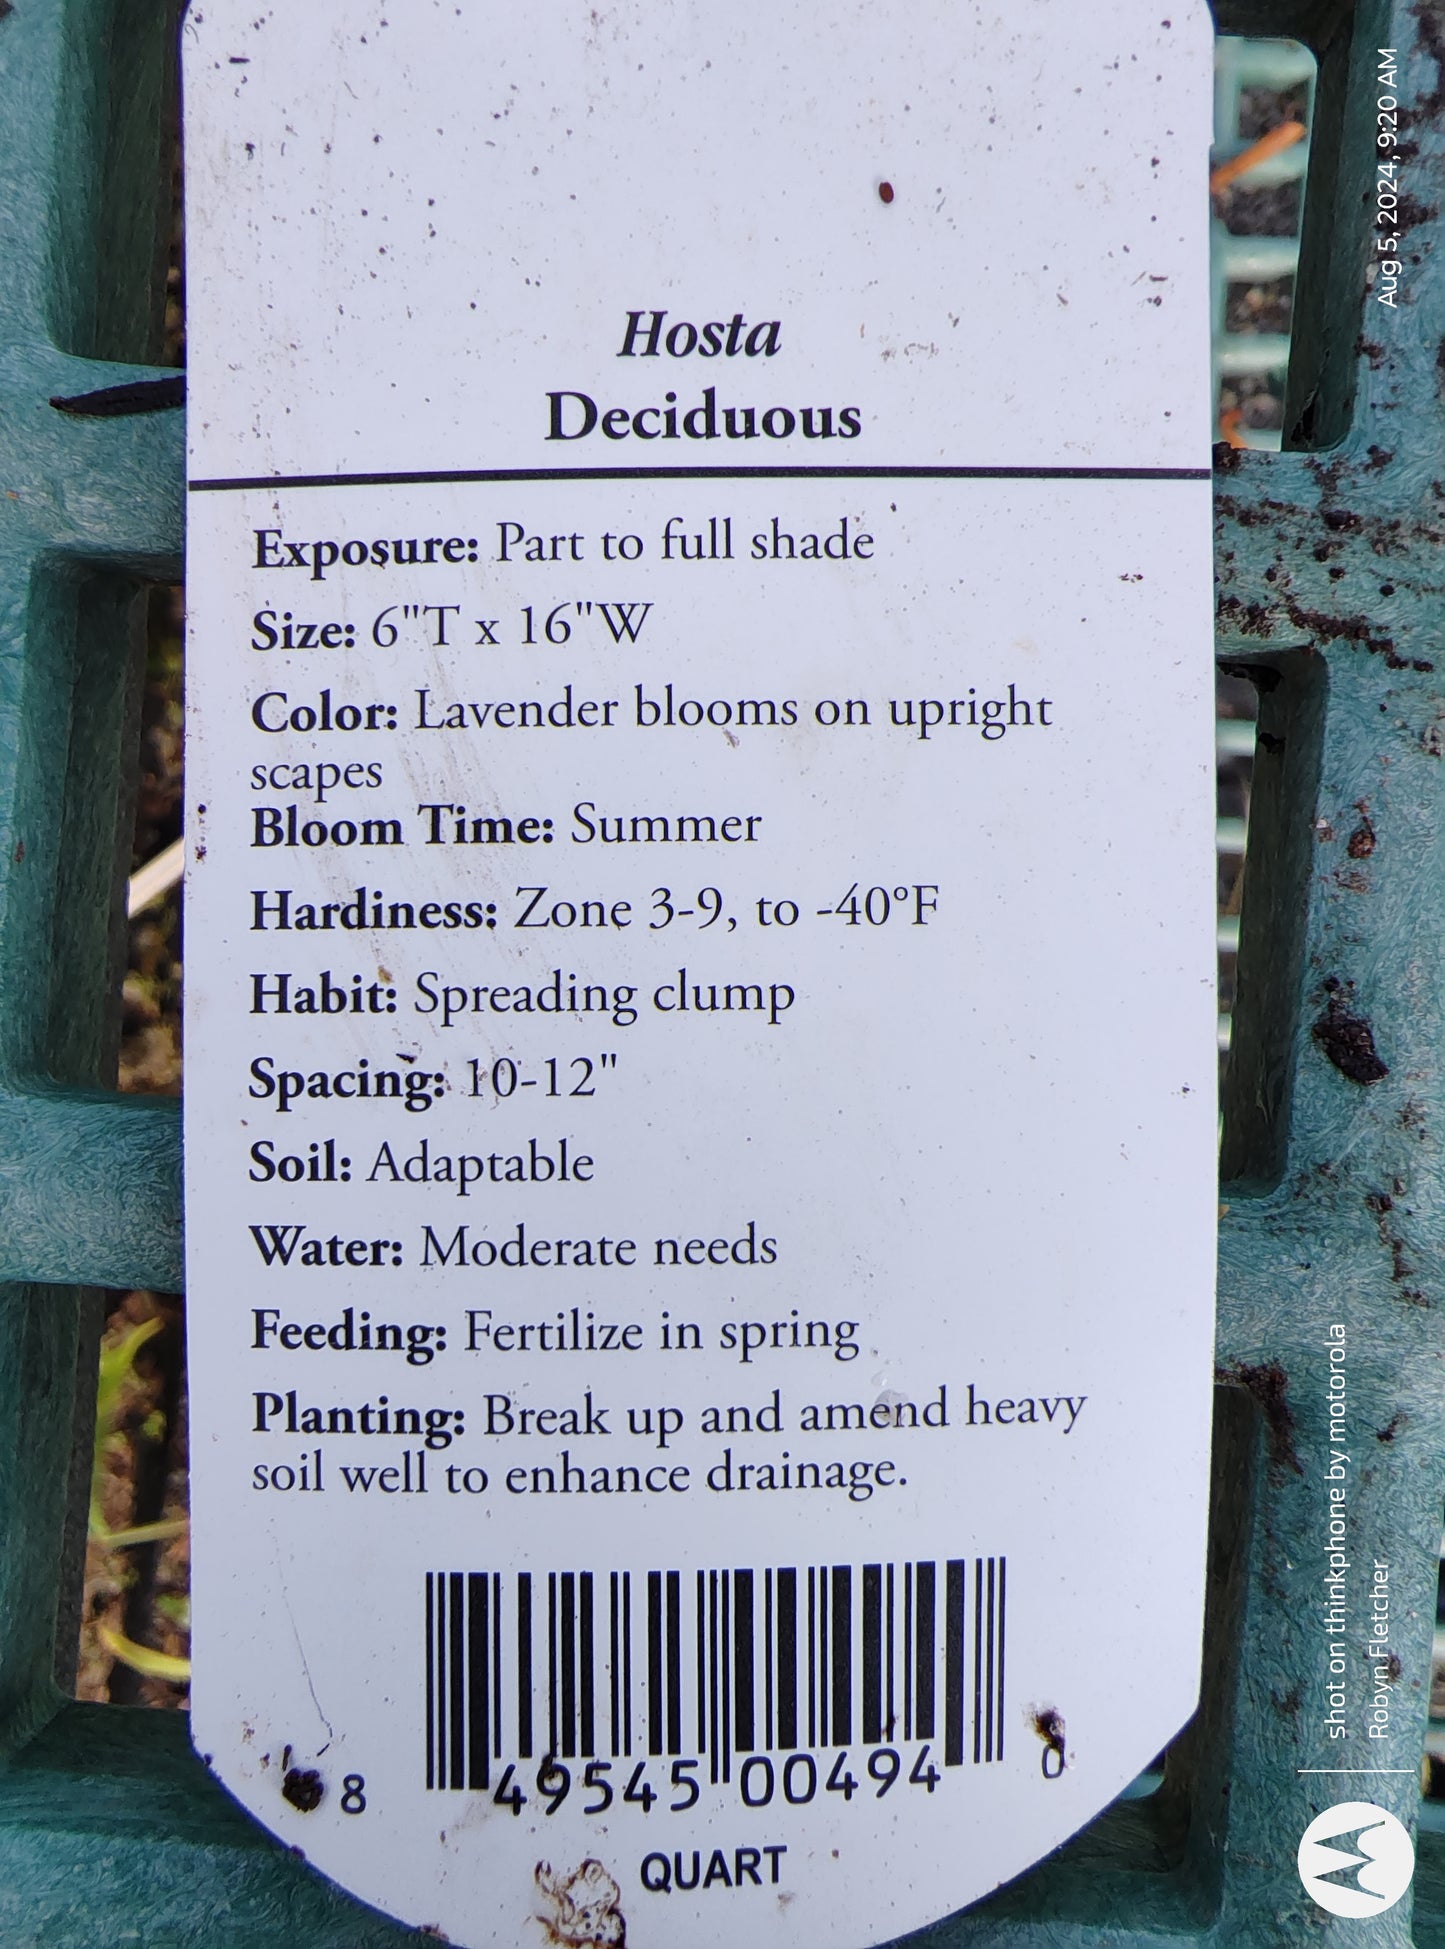 Hosta
Deciduous
Exposure: Part to full shade
Size: 6"T x 16"W
Color: Lavender blooms on upright
scapes
Bloom Time: Summer
Hardiness: Zone 3-9, to -40°F
Habit: Spreading clump
Spacing: 10-12"
Soil: Adaptable
Water: Moderate needs
Feeding: Fertilize in spring
Planting: Break up and amend heavy
soil well to enhance drainage.
8 49545 00494 0
QUART
Aug 5, 2024, 9:20 AM
shot on thinkphone by motorola
Robyn Fletcher